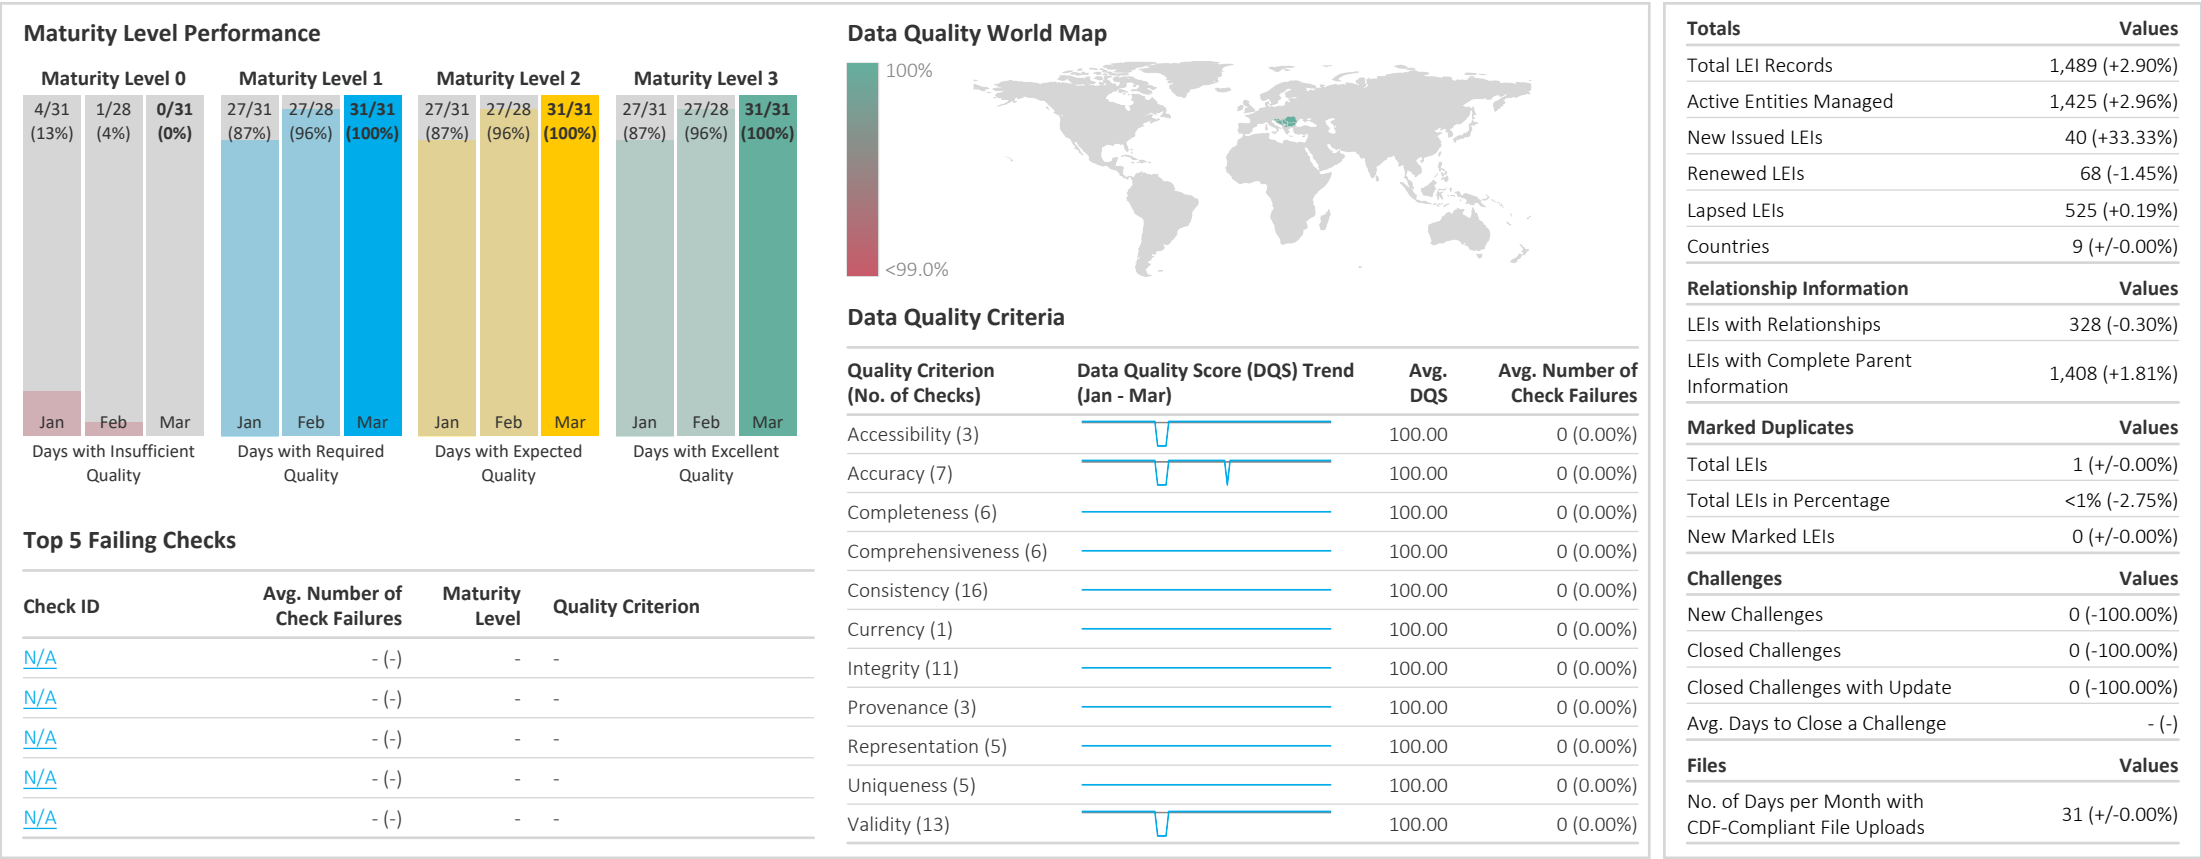 Maturity Level Performance
Maturity Level 0
Maturity Level 1
Maturity Level 2
Maturity Level 3
4/31 1/28 0/31
(13%) (4%) (0%)
27/31 27/28 31/31
(87%) (96%) (100%)
27/31 27/28 31/31
(87%) (96%) (100%)
27/31 27/28 31/31
(87%) (96%) (100%)
Jan Feb Mar
Jan Feb Mar
Jan Feb Mar
Jan Feb Mar
Days with Insufficient
Quality
Days with Required
Quality
Days with Expected
Quality
Days with Excellent
Quality
Top 5 Failing Checks
Check ID
Avg. Number of
Check Failures
Maturity
Level
Quality Criterion
N/A - (-) - -
N/A - (-) - -
N/A - (-) - -
N/A - (-) - -
N/A - (-) - -
Data Quality World Map
100%
<99.0%
Data Quality Criteria
Quality Criterion
(No. of Checks)
Data Quality Score (DQS) Trend
(Jan - Mar)
Avg.
DQS
Avg. Number of
Check Failures
Accessibility (3) 100.00 0 (0.00%)
Accuracy (7) 100.00 0 (0.00%)
Completeness (6) 100.00 0 (0.00%)
Comprehensiveness (6) 100.00 0 (0.00%)
Consistency (16) 100.00 0 (0.00%)
Currency (1) 100.00 0 (0.00%)
Integrity (11) 100.00 0 (0.00%)
Provenance (3) 100.00 0 (0.00%)
Representation (5) 100.00 0 (0.00%)
Uniqueness (5) 100.00 0 (0.00%)
Validity (13) 100.00 0 (0.00%)
Totals Values
Total LEI Records 1,489 (+2.90%)
Active Entities Managed 1,425 (+2.96%)
New Issued LEIs 40 (+33.33%)
Renewed LEIs 68 (-1.45%)
Lapsed LEIs 525 (+0.19%)
Countries 9 (+/-0.00%)
Relationship Information Values
LEIs with Relationships 328 (-0.30%)
LEIs with Complete Parent
Information 1,408 (+1.81%)
Marked Duplicates Values
Total LEIs 1 (+/-0.00%)
Total LEIs in Percentage <1% (-2.75%)
New Marked LEIs 0 (+/-0.00%)
Challenges Values
New Challenges 0 (-100.00%)
Closed Challenges 0 (-100.00%)
Closed Challenges with Update 0 (-100.00%)
Avg. Days to Close a Challenge - (-)
Files Values
No. of Days per Month with
CDF-Compliant File Uploads 31 (+/-0.00%)